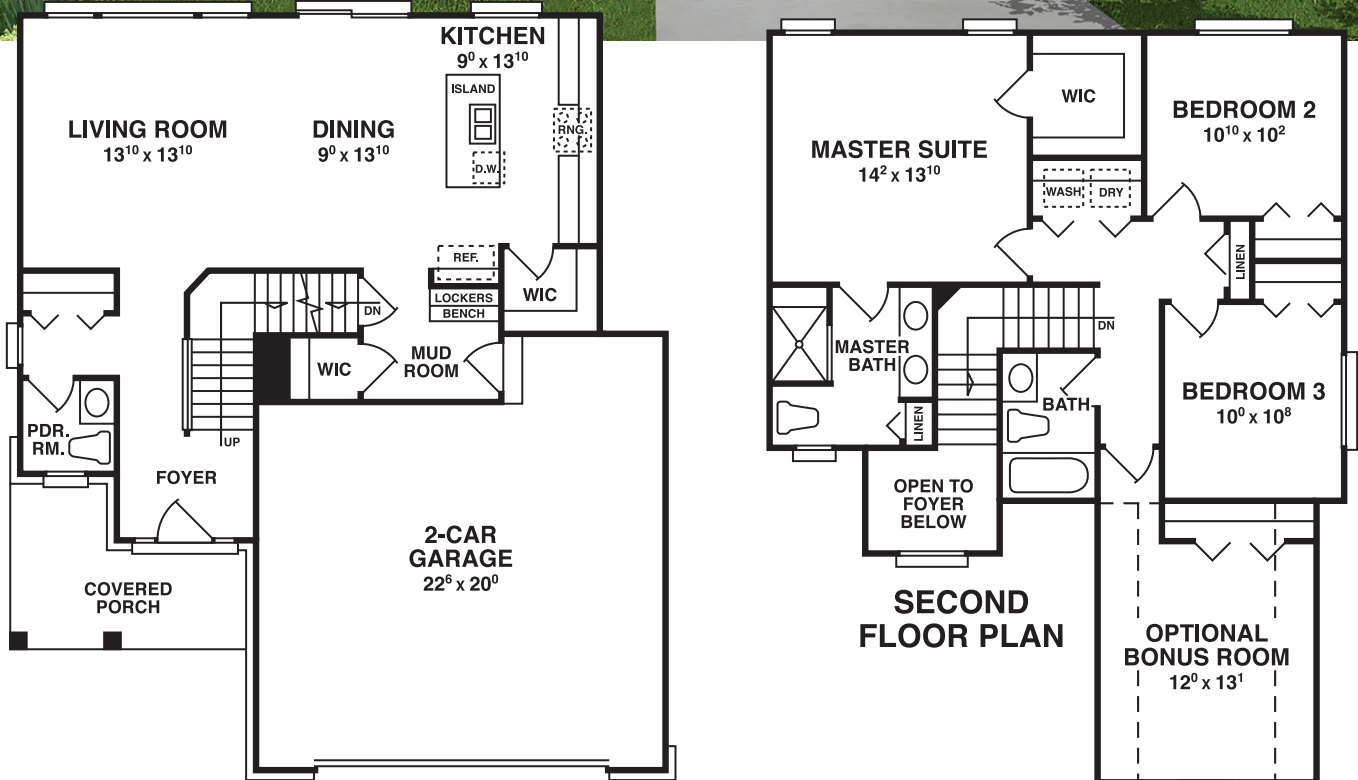 KITCHEN
9⁰ x 13¹⁰
ISLAND
RNG.
D.W.
LIVING ROOM
13¹⁰ x 13¹⁰
DINING
9⁰ x 13¹⁰
REF.
LOCKERS
BENCH
WIC
DN
MUD
ROOM
WIC
UP
PDR.
RM.
FOYER
COVERED
PORCH
2-CAR
GARAGE
22⁶ x 20⁰
MASTER SUITE
14² x 13¹⁰
WIC
BEDROOM 2
10¹⁰ x 10²
WASH
DRY
LINEN
MASTER
BATH
LINEN
DN
BATH
BEDROOM 3
10⁰ x 10⁸
OPEN TO
FOYER
BELOW
SECOND
FLOOR PLAN
OPTIONAL
BONUS ROOM
12⁰ x 13¹